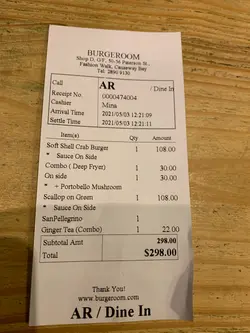 BURGEROOM
Shop D, G/F, 50-56 Paterson St.,
Fashion Walk, Causeway Bay
Tel: 2890 9130
Call AR / Dine In
Receipt No. 0000474004
Cashier Mina
Arrival Time 2021/05/03 12:21:09
Settle Time 2021/05/03 12:21:11
Item(s) Qty Amount
Soft Shell Crab Burger 1 108.00
* Sauce On Side
Combo ( Deep Fryer) 1 30.00
On side 1 30.00
* + Portobello Mushroom
Scallop on Green 1 108.00
* Sauce On Side
SanPellegrino 1
Ginger Tea (Combo) 1 22.00
Subtotal Amt 298.00
Total $298.00
Thank You!
www.burgeroom.com
AR / Dine In